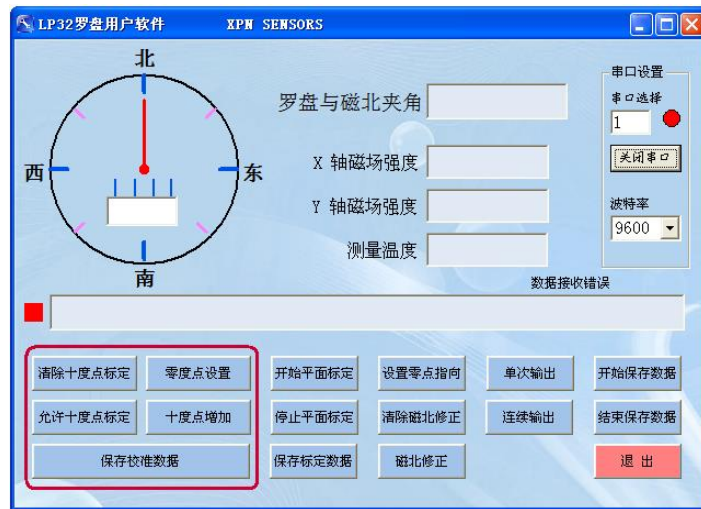 LP32罗盘用户软件 XPN SENSORS
北
西
东
南
罗盘与磁北夹角
X 轴磁场强度
Y 轴磁场强度
测量温度
串口设置
串口选择
1
关闭串口
波特率
9600
数据接收错误
清除十度点标定 零度点设置 开始平面标定 设置零点指向 单次输出 开始保存数据
允许十度点标定 十度点增加 停止平面标定 清除磁北修正 连续输出 结束保存数据
保存校准数据 保存标定数据 磁北修正 退 出